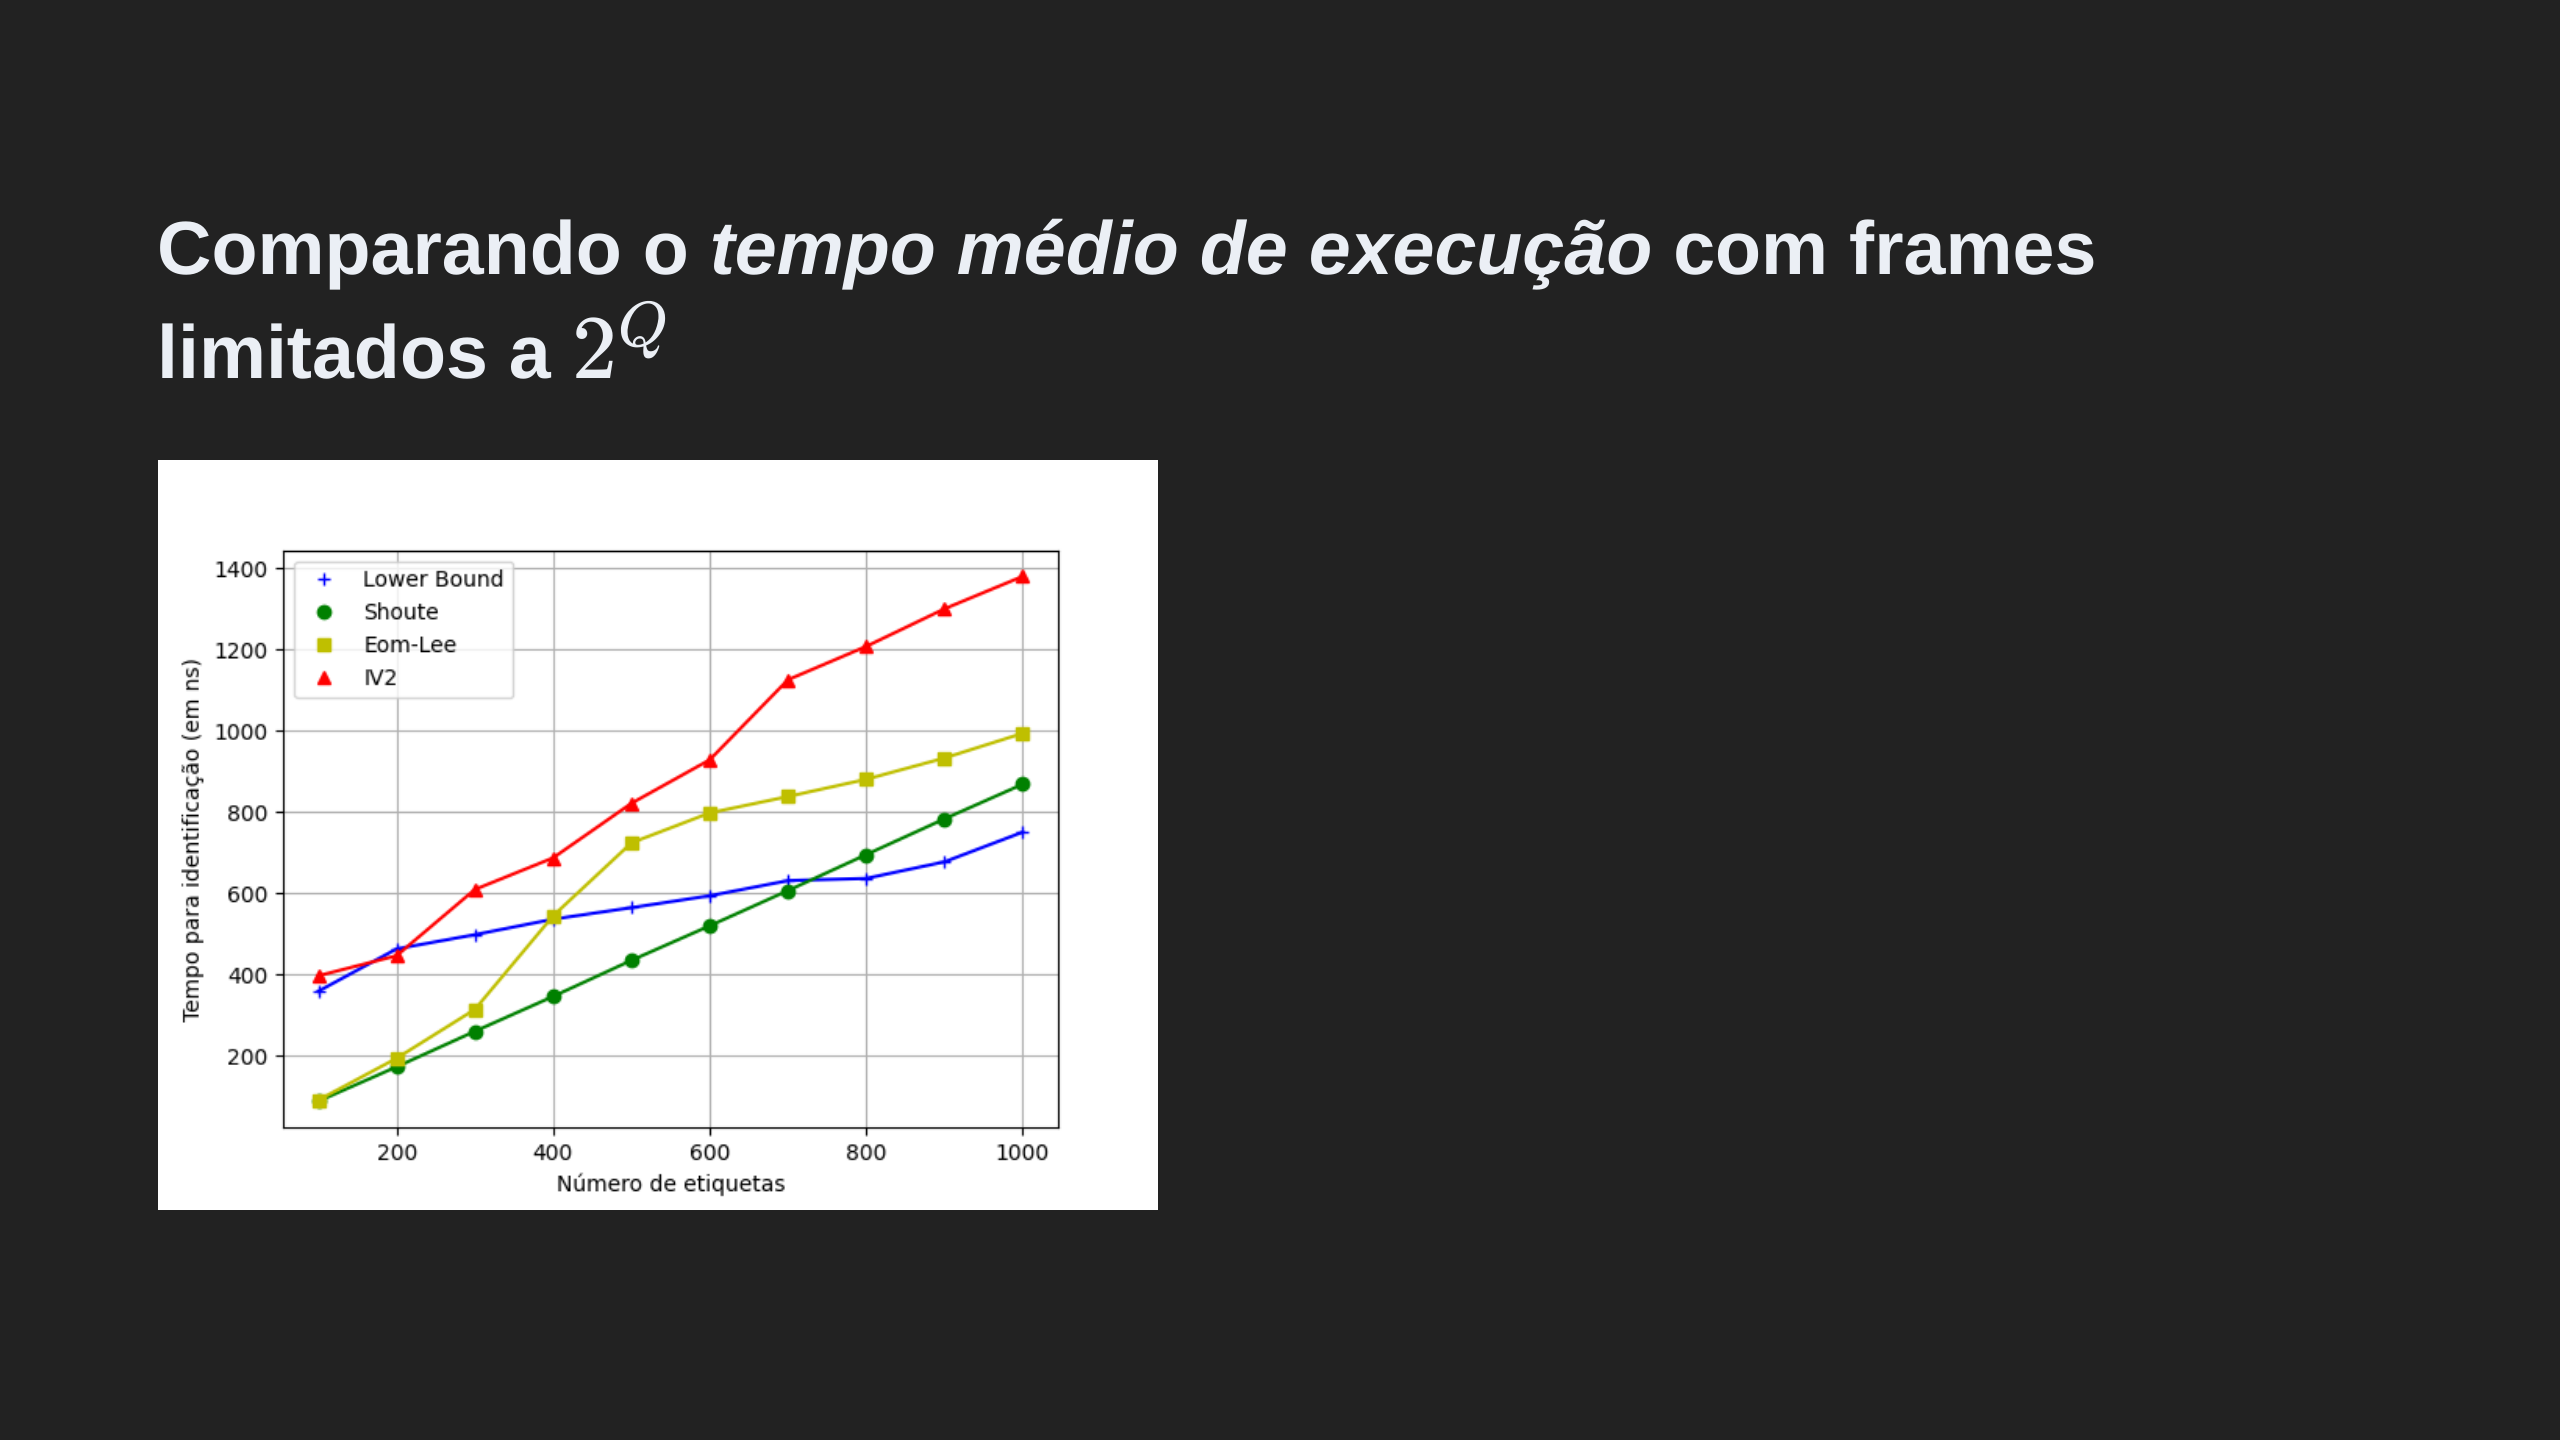 Comparando o tempo médio de execução com frames
limitados a 2^Q
1400
1200
1000
800
600
400
200
Tempo para identificação (em ns)
Lower Bound
Shoute
Eom-Lee
IV2
200 400 600 800 1000
Número de etiquetas